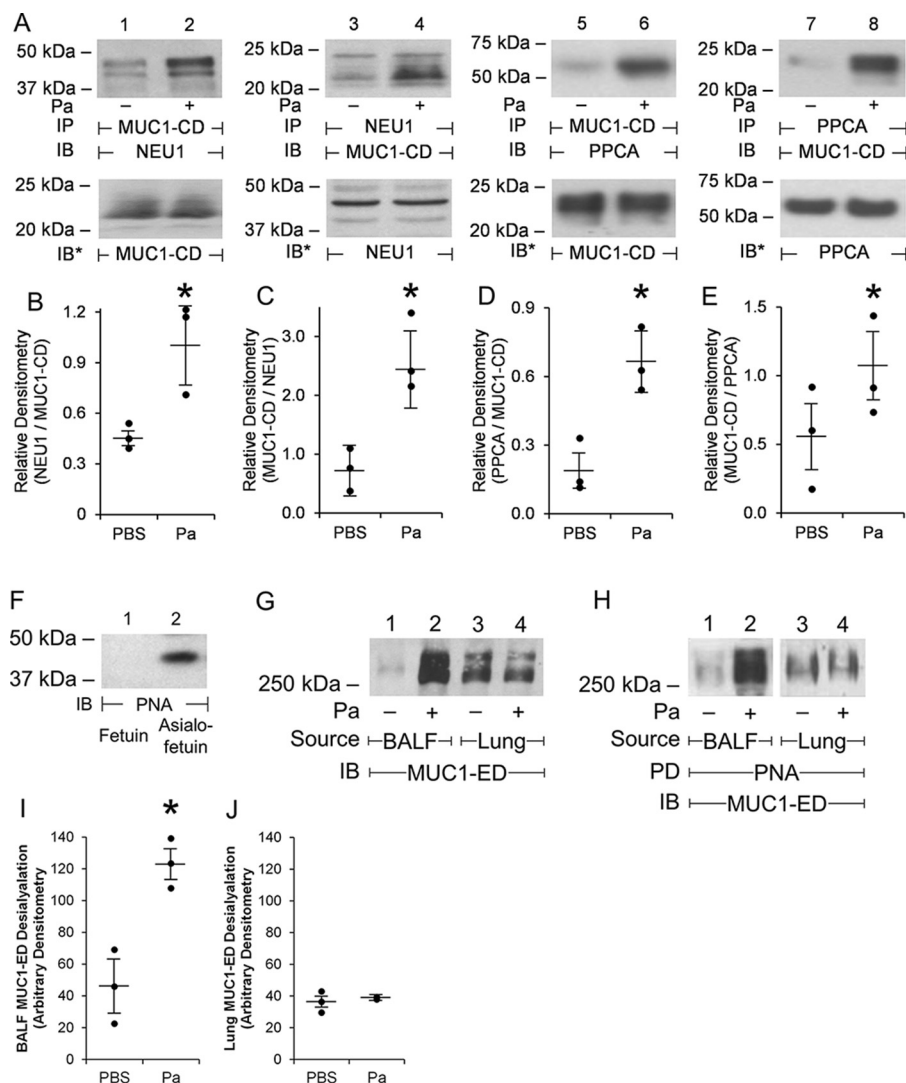 A
1 2 3 4 5 6 7 8
50 kDa – 25 kDa – 75 kDa – 25 kDa –
37 kDa – 20 kDa – 50 kDa – 20 kDa –
Pa – + Pa – + Pa – + Pa – +
IP MUC1-CD IP NEU1 IP MUC1-CD IP PPCA
IB NEU1 IB MUC1-CD IB PPCA IB MUC1-CD
25 kDa – 50 kDa – 25 kDa – 75 kDa –
20 kDa – 37 kDa – 20 kDa – 50 kDa –
IB* MUC1-CD IB* NEU1 IB* MUC1-CD IB* PPCA
B
Relative Densitometry
(NEU1 / MUC1-CD)
1.2
0.9
0.6
0.3
0
*
PBS Pa
C
Relative Densitometry
(MUC1-CD / NEU1)
3.0
2.0
1.0
0.0
*
PBS Pa
D
Relative Densitometry
(PPCA / MUC1-CD)
0.9
0.6
0.3
0.0
*
PBS Pa
E
Relative Densitometry
(MUC1-CD / PPCA)
1.5
1.0
0.5
0.0
*
PBS Pa
F
1 2
50 kDa –
37 kDa –
IB PNA
Fetuin Asialo-
fetuin
G
1 2 3 4
250 kDa –
Pa – + – +
Source BALF Lung
IB MUC1-ED
H
1 2 3 4
250 kDa –
Pa – + – +
Source BALF Lung
PD PNA
IB MUC1-ED
I
BALF MUC1-ED Desialyalation
(Arbitrary Densitometry)
140
120
100
80
60
40
20
0
*
PBS Pa
J
Lung MUC1-ED Desialyalation
(Arbitrary Densitometry)
140
120
100
80
60
40
20
0
PBS Pa